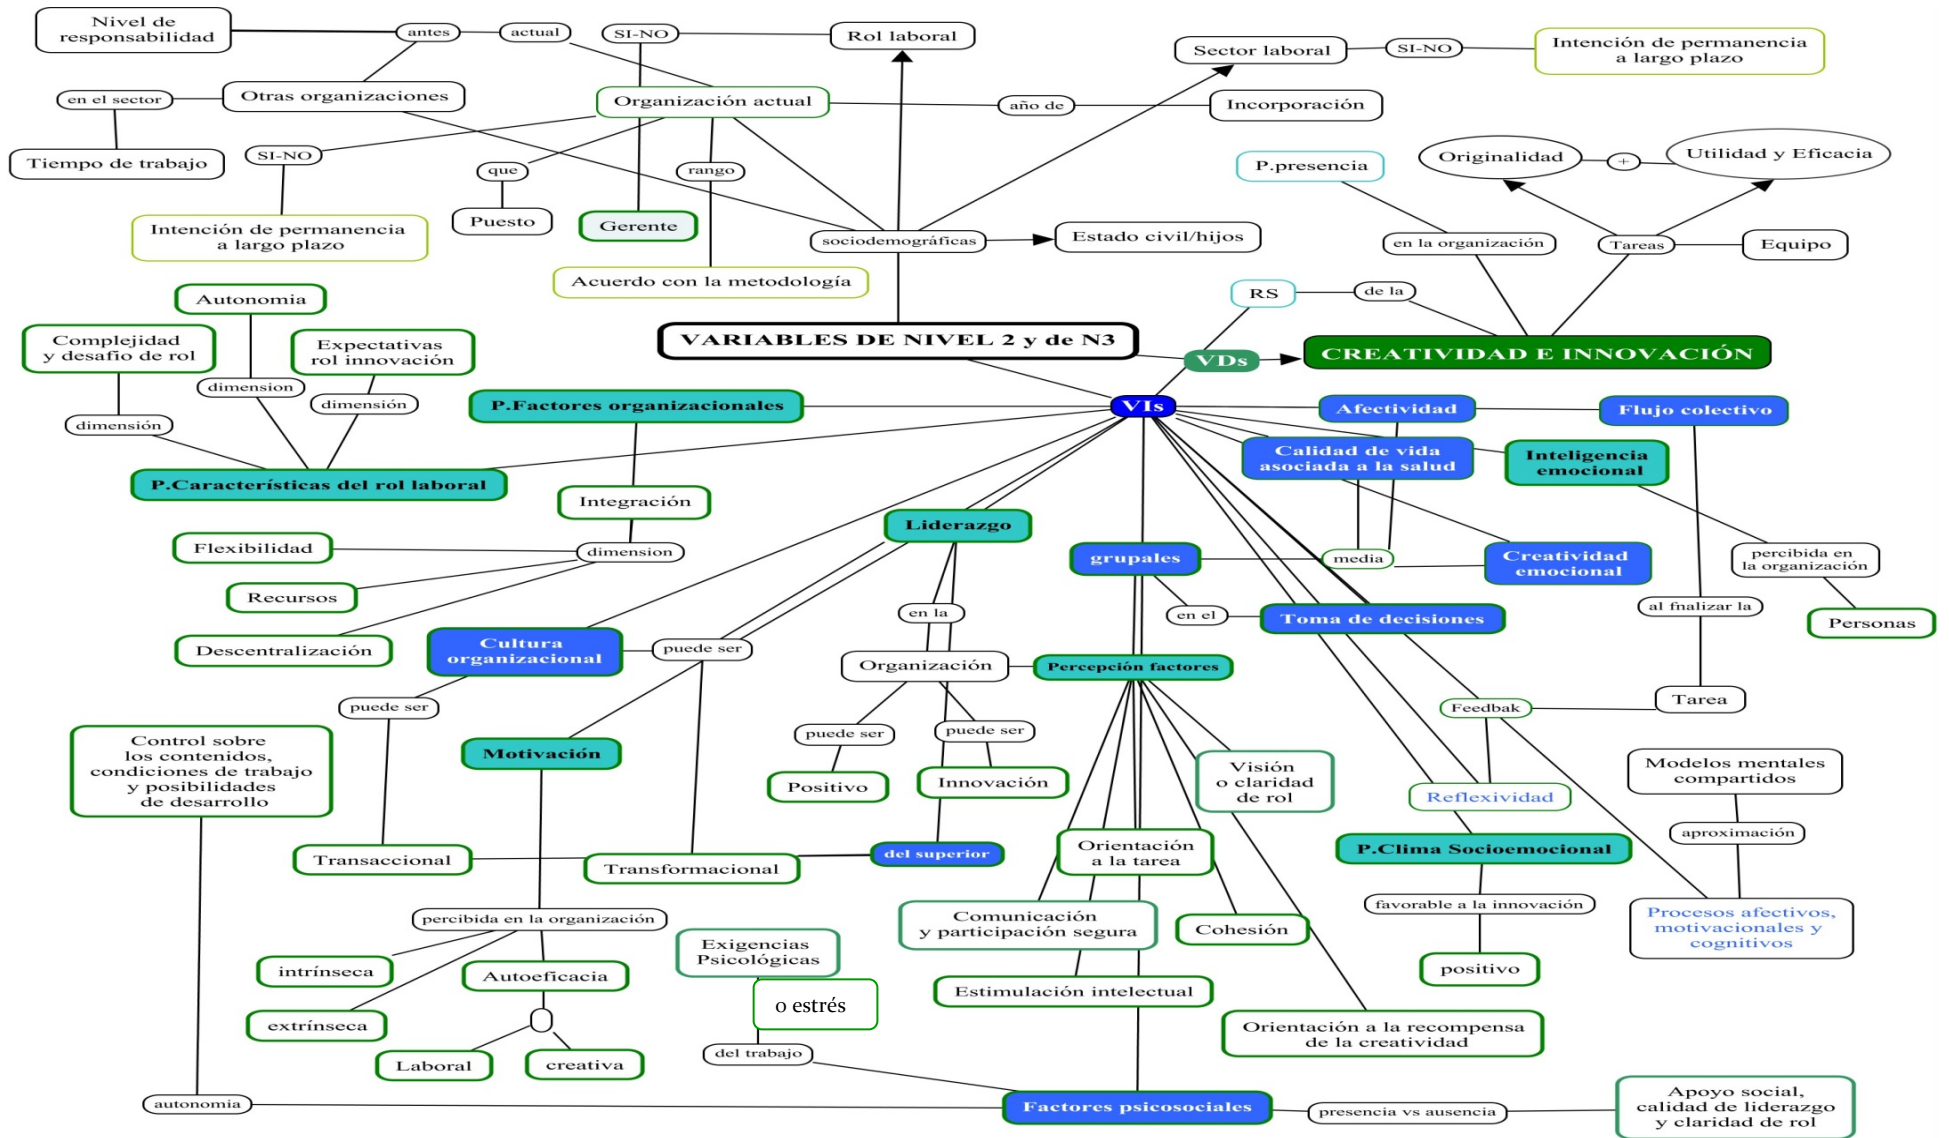 Nivel de
responsabilidad
antes
actual
SI-NO
Rol laboral
Sector laboral
SI-NO
Intención de permanencia
a largo plazo
en el sector
Otras organizaciones
Organización actual
año de
Incorporación
Tiempo de trabajo
SI-NO
que
rango
P.presencia
Originalidad
+
Utilidad y Eficacia
Intención de permanencia
a largo plazo
Puesto
Gerente
sociodemográficas
Estado civil/hijos
en la organización
Tareas
Equipo
Acuerdo con la metodología
Autonomia
RS
de la
Complejidad
y desafio de rol
Expectativas
rol innovación
VARIABLES DE NIVEL 2 y de N3
VDs
CREATIVIDAD E INNOVACIÓN
dimension
dimensión
dimensión
P.Factores organizacionales
VIs
Afectividad
Flujo colectivo
P.Características del rol laboral
Calidad de vida
asociada a la salud
Inteligencia
emocional
Integración
Liderazgo
Flexibilidad
dimension
grupales
media
Creatividad
emocional
percibida en
la organización
Recursos
en la
en el
Toma de decisiones
al fnalizar la
Personas
Descentralización
Cultura
organizacional
puede ser
Organización
Percepción factores
puede ser
Feedbak
Tarea
Control sobre
los contenidos,
condiciones de trabajo
y posibilidades
de desarrollo
Motivación
puede ser
puede ser
Positivo
Innovación
Visión
o claridad
de rol
Reflexividad
Modelos mentales
compartidos
Transaccional
Transformacional
del superior
Orientación
a la tarea
P.Clima Socioemocional
aproximación
percibida en la organización
Comunicación
y participación segura
Cohesión
favorable a la innovación
Procesos afectivos,
motivacionales y
cognitivos
Exigencias
Psicológicas
intrínseca
Autoeficacia
positivo
o estrés
Estimulación intelectual
extrínseca
Orientación a la recompensa
de la creatividad
Laboral
creativa
del trabajo
autonomia
Factores psicosociales
presencia vs ausencia
Apoyo social,
calidad de liderazgo
y claridad de rol